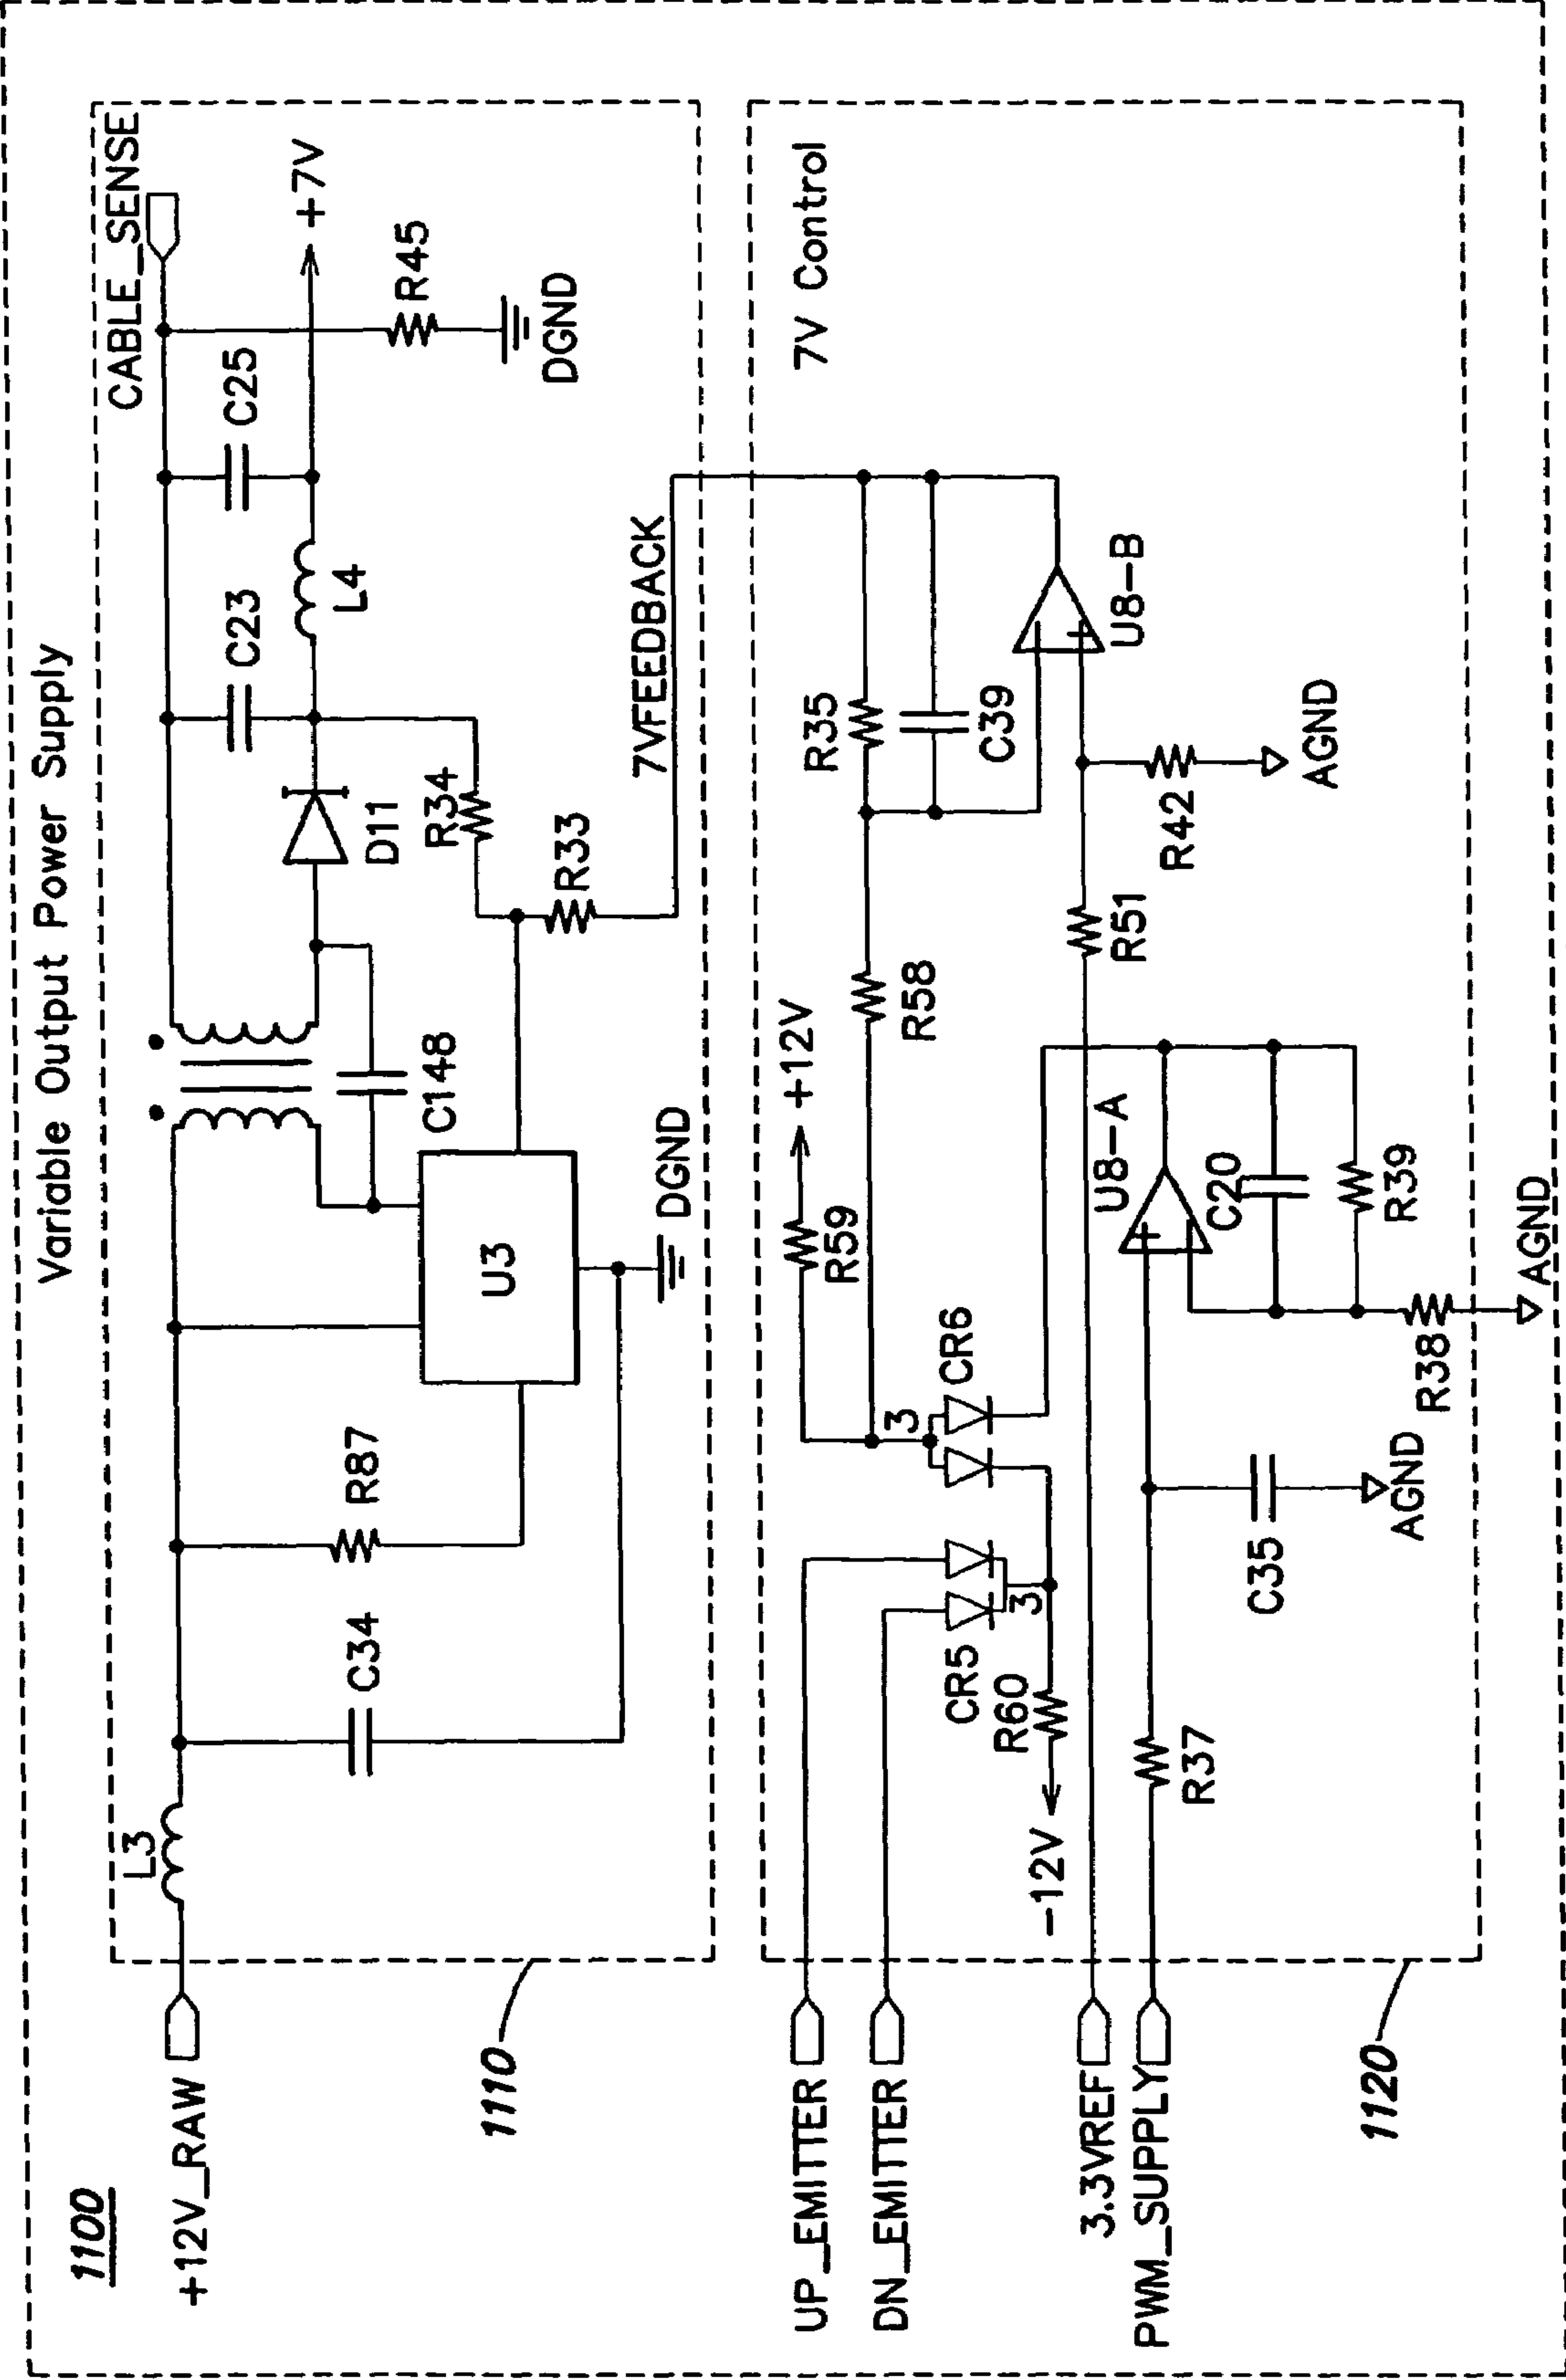 Variable Output Power Supply
1100
+12V_RAW
L3
CABLE_SENSE
C34
R87
U3
DGND
C148
D11
C23
L4
C25
+7V
R45
DGND
R34
R33
7VFEEDBACK
1110
7V Control
UP_EMITTER
DN_EMITTER
3.3VREF
PWM_SUPPLY
R59
+12V
R58
R35
C39
U8-B
3
CR6
CR5
3
R60
-12V
R51
R42
AGND
U8-A
C20
R39
R37
C35
AGND
R38
AGND
1120